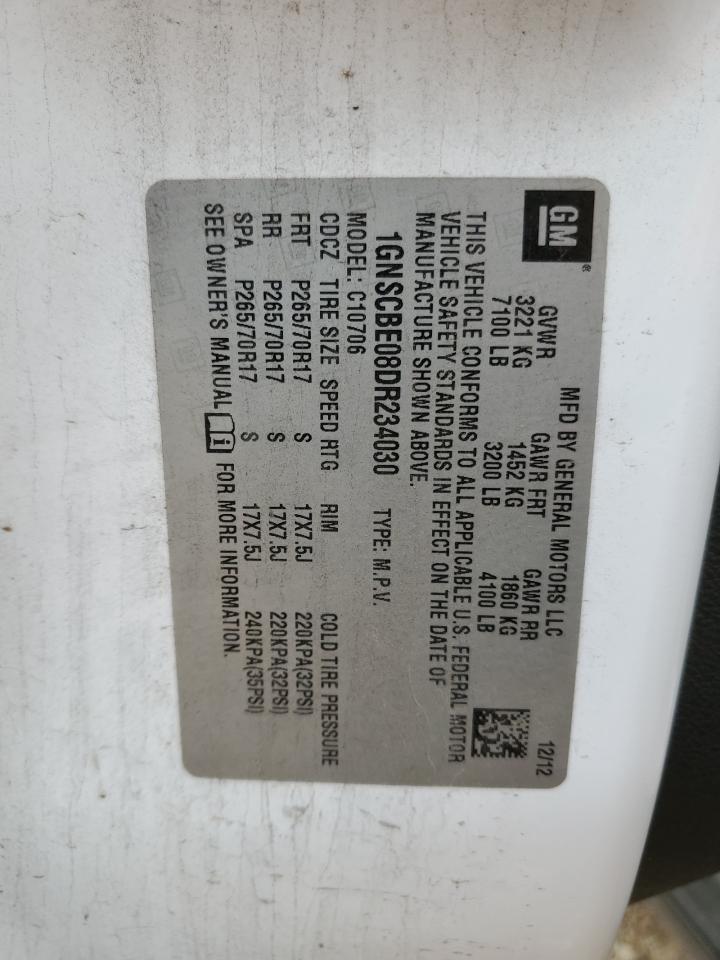 GM®
MFD BY GENERAL MOTORS LLC
12/12
GVWR GAWR FRT GAWR RR
3221 KG 1452 KG 1860 KG
7100 LB 3200 LB 4100 LB
THIS VEHICLE CONFORMS TO ALL APPLICABLE U.S. FEDERAL MOTOR
VEHICLE SAFETY STANDARDS IN EFFECT ON THE DATE OF
MANUFACTURE SHOWN ABOVE.
1GNSCBE08DR234030 TYPE: M.P.V.
MODEL: C10706
CDCZ TIRE SIZE SPEED RTG RIM COLD TIRE PRESSURE
FRT P265/70R17 S 17X7.5J 220KPA(32PSI)
RR P265/70R17 S 17X7.5J 220KPA(32PSI)
SPA P265/70R17 S 17X7.5J 240KPA(35PSI)
SEE OWNER'S MANUAL i FOR MORE INFORMATION.